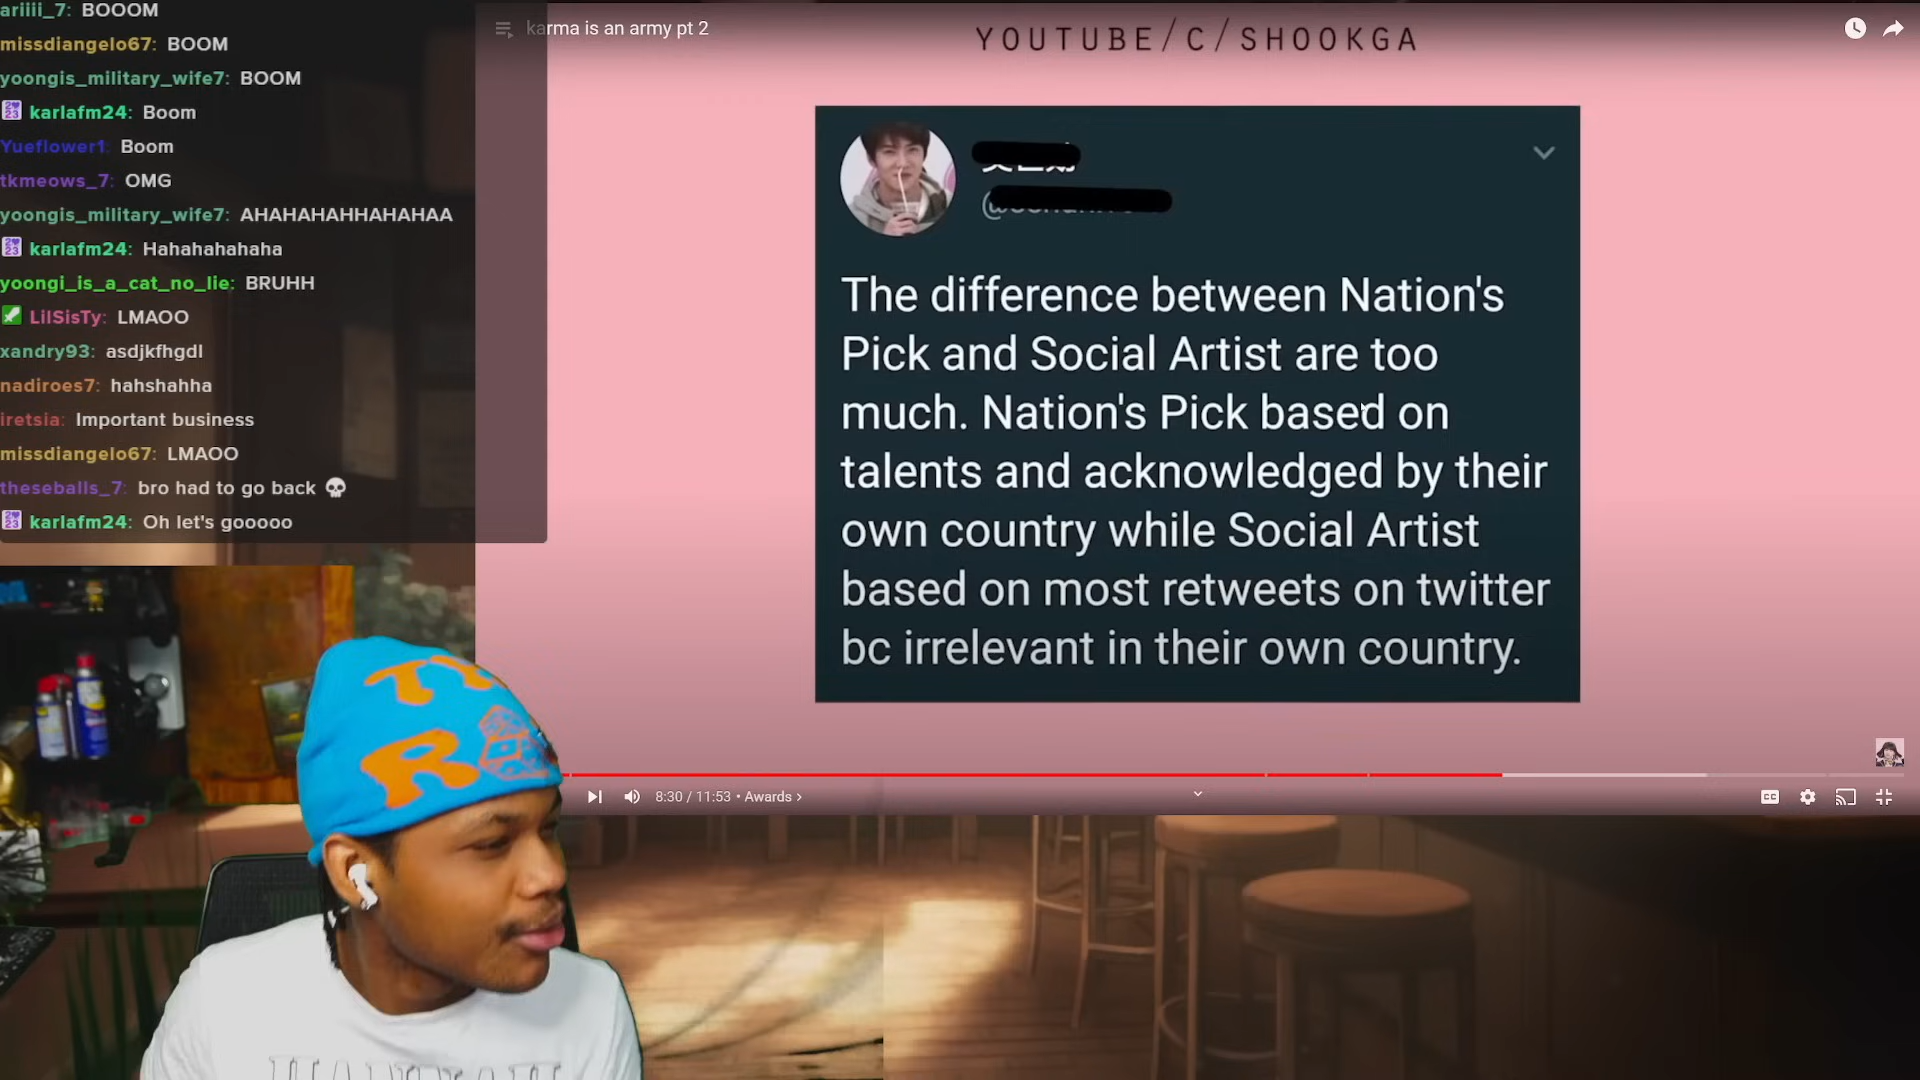 ariiii_7: BOOOM
missdiangelo67: BOOM
yoongis_military_wife7: BOOM
karlafm24: Boom
Yueflower1: Boom
tkmeows_7: OMG
yoongis_military_wife7: AHAHAHAHHAHAHAA
karlafm24: Hahahahahaha
yoongi_is_a_cat_no_lie: BRUHH
LilSisTy: LMAOO
xandry93: asdjkfhgdl
nadiroes7: hahshahha
iretsia: Important business
missdiangelo67: LMAOO
theseballs_7: bro had to go back 💀
karlafm24: Oh let's gooooo
karma is an army pt 2
YOUTUBE/C/SHOOKGA
The difference between Nation's
Pick and Social Artist are too
much. Nation's Pick based on
talents and acknowledged by their
own country while Social Artist
based on most retweets on twitter
bc irrelevant in their own country.
8:30 / 11:53 • Awards ›
CC